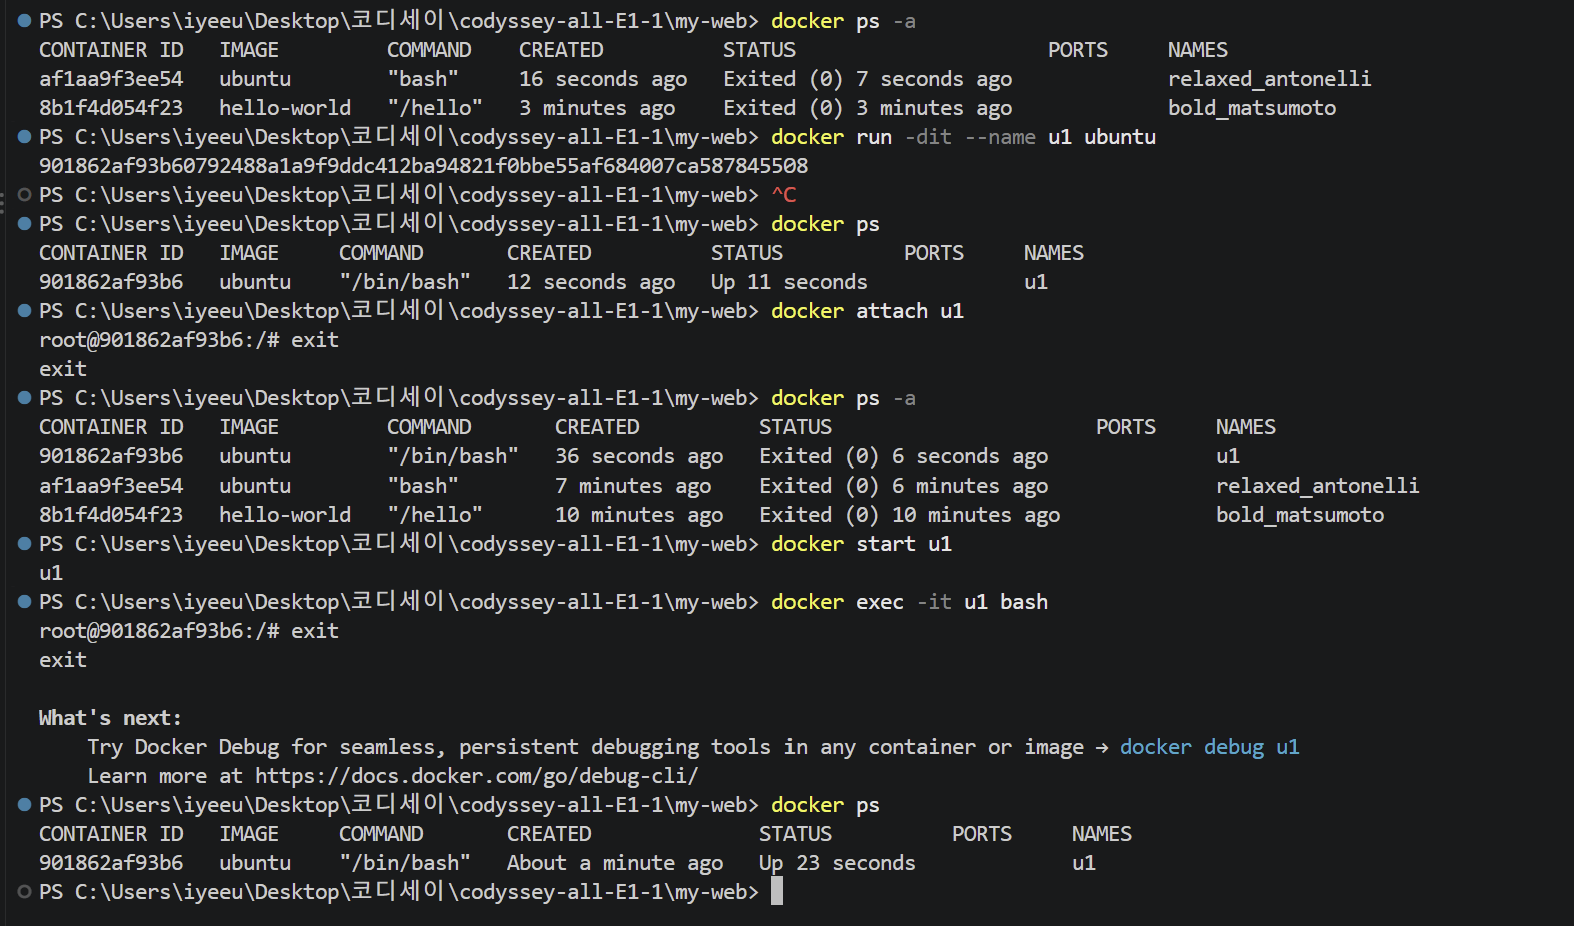 PS C:\Users\iyeeu\Desktop\코디세이\codyssey-all-E1-1\my-web> docker ps -a
CONTAINER ID   IMAGE         COMMAND    CREATED          STATUS                     PORTS     NAMES
af1aa9f3ee54   ubuntu        "bash"     16 seconds ago   Exited (0) 7 seconds ago             relaxed_antonelli
8b1f4d054f23   hello-world   "/hello"   3 minutes ago    Exited (0) 3 minutes ago             bold_matsumoto
PS C:\Users\iyeeu\Desktop\코디세이\codyssey-all-E1-1\my-web> docker run -dit --name u1 ubuntu
901862af93b60792488a1a9f9ddc412ba94821f0bbe55af684007ca587845508
PS C:\Users\iyeeu\Desktop\코디세이\codyssey-all-E1-1\my-web> ^C
PS C:\Users\iyeeu\Desktop\코디세이\codyssey-all-E1-1\my-web> docker ps
CONTAINER ID   IMAGE     COMMAND       CREATED          STATUS          PORTS     NAMES
901862af93b6   ubuntu    "/bin/bash"   12 seconds ago   Up 11 seconds             u1
PS C:\Users\iyeeu\Desktop\코디세이\codyssey-all-E1-1\my-web> docker attach u1
root@901862af93b6:/# exit
exit
PS C:\Users\iyeeu\Desktop\코디세이\codyssey-all-E1-1\my-web> docker ps -a
CONTAINER ID   IMAGE         COMMAND       CREATED          STATUS                      PORTS     NAMES
901862af93b6   ubuntu        "/bin/bash"   36 seconds ago   Exited (0) 6 seconds ago              u1
af1aa9f3ee54   ubuntu        "bash"        7 minutes ago    Exited (0) 6 minutes ago              relaxed_antonelli
8b1f4d054f23   hello-world   "/hello"      10 minutes ago   Exited (0) 10 minutes ago             bold_matsumoto
PS C:\Users\iyeeu\Desktop\코디세이\codyssey-all-E1-1\my-web> docker start u1
u1
PS C:\Users\iyeeu\Desktop\코디세이\codyssey-all-E1-1\my-web> docker exec -it u1 bash
root@901862af93b6:/# exit
exit
What's next:
    Try Docker Debug for seamless, persistent debugging tools in any container or image → docker debug u1
    Learn more at https://docs.docker.com/go/debug-cli/
PS C:\Users\iyeeu\Desktop\코디세이\codyssey-all-E1-1\my-web> docker ps
CONTAINER ID   IMAGE     COMMAND       CREATED              STATUS          PORTS     NAMES
901862af93b6   ubuntu    "/bin/bash"   About a minute ago   Up 23 seconds             u1
PS C:\Users\iyeeu\Desktop\코디세이\codyssey-all-E1-1\my-web>